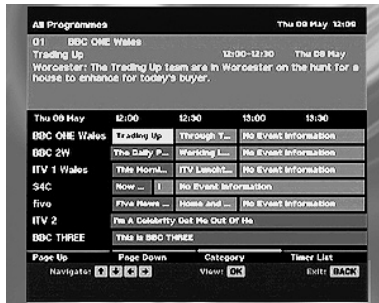 All Programmes Thu 08 May 12:09
01 BBC ONE Wales
Trading Up 12:00-12:30 Thu 08 May
Worcester: The Trading Up team are in Worcester on the hunt for a
house to enhance for today's buyer.
Thu 08 May 12:00 12:30 13:00 13:30
BBC ONE Wales Trading Up Through T... No Event Information
BBC 2W The Daily P... Working L... No Event Information
ITV 1 Wales This Morni... ITV Luncht... No Event Information
S4C Now ... No Event Information
five Five News ... Home and ... No Event Information
ITV 2 I'm A Celebrity Get Me Out Of He
BBC THREE This is BBC THREE
Page Up Page Down Category Timer List
Navigate: View: OK Exit: BACK